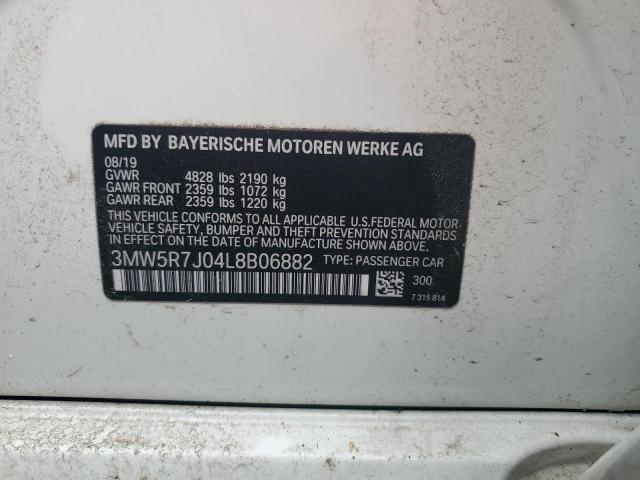 MFD BY BAYERISCHE MOTOREN WERKE AG
08/19
GVWR 4828 lbs 2190 kg
GAWR FRONT 2359 lbs 1072 kg
GAWR REAR 2359 lbs 1220 kg
THIS VEHICLE CONFORMS TO ALL APPLICABLE U.S.FEDERAL MOTOR
VEHICLE SAFETY, BUMPER AND THEFT PREVENTION STANDARDS
IN EFFECT ON THE DATE OF MANUFACTURE SHOWN ABOVE.
3MW5R7J04L8B06882 TYPE: PASSENGER CAR
300
7 315 814